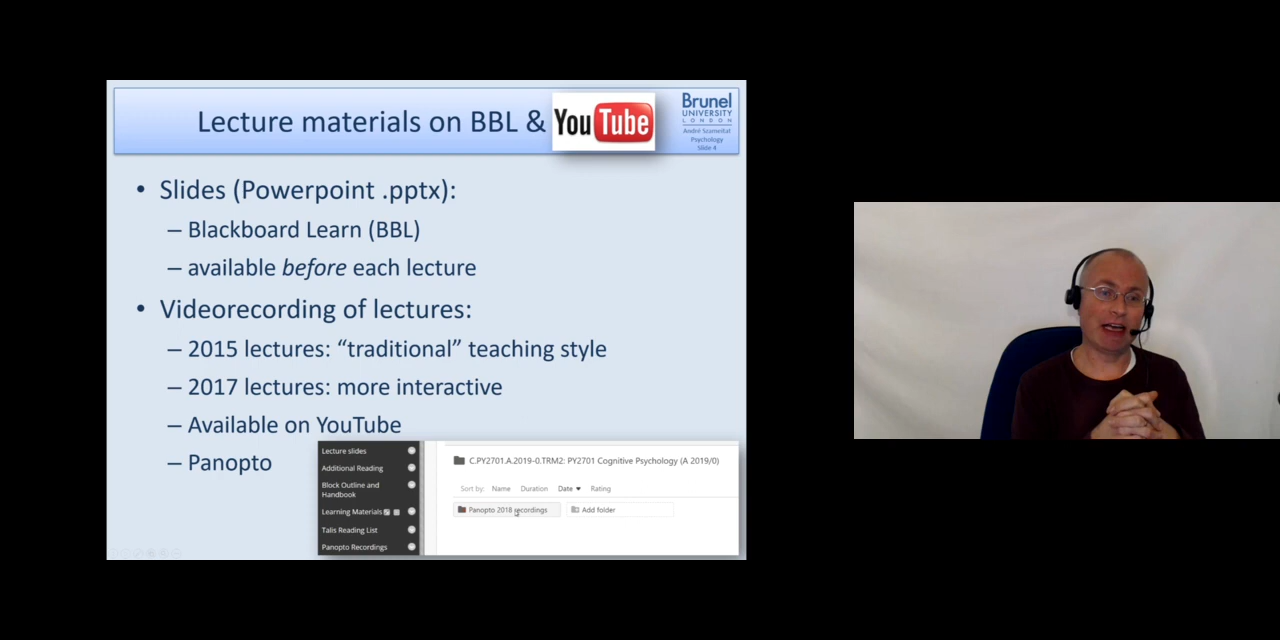 Lecture materials on BBL & YouTube
Brunel
UNIVERSITY
LONDON
André Szameitat
Psychology
Slide 4
• Slides (Powerpoint .pptx):
– Blackboard Learn (BBL)
– available before each lecture
• Videorecording of lectures:
– 2015 lectures: “traditional” teaching style
– 2017 lectures: more interactive
– Available on YouTube
– Panopto
Lecture slides
Additional Reading
Block Outline and
Handbook
Learning Materials
Talis Reading List
Panopto Recordings
C.PY2701.A.2019-0.TRM2: PY2701 Cognitive Psychology (A 2019/0)
Sort by: Name Duration Date Rating
Panopto 2018 recordings Add folder